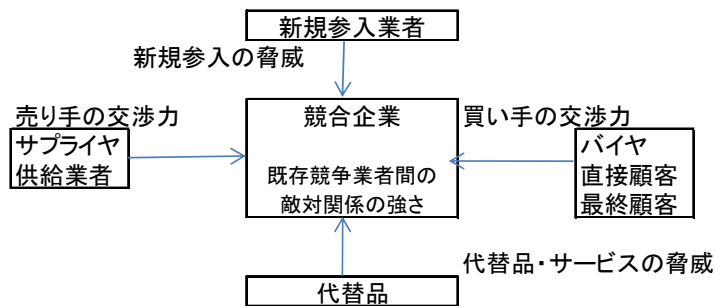 新規参入業者
新規参入の脅威
売り手の交渉力
サプライヤ
供給業者
競合企業
既存競争業者間の
敵対関係の強さ
買い手の交渉力
バイヤ
直接顧客
最終顧客
代替品・サービスの脅威
代替品